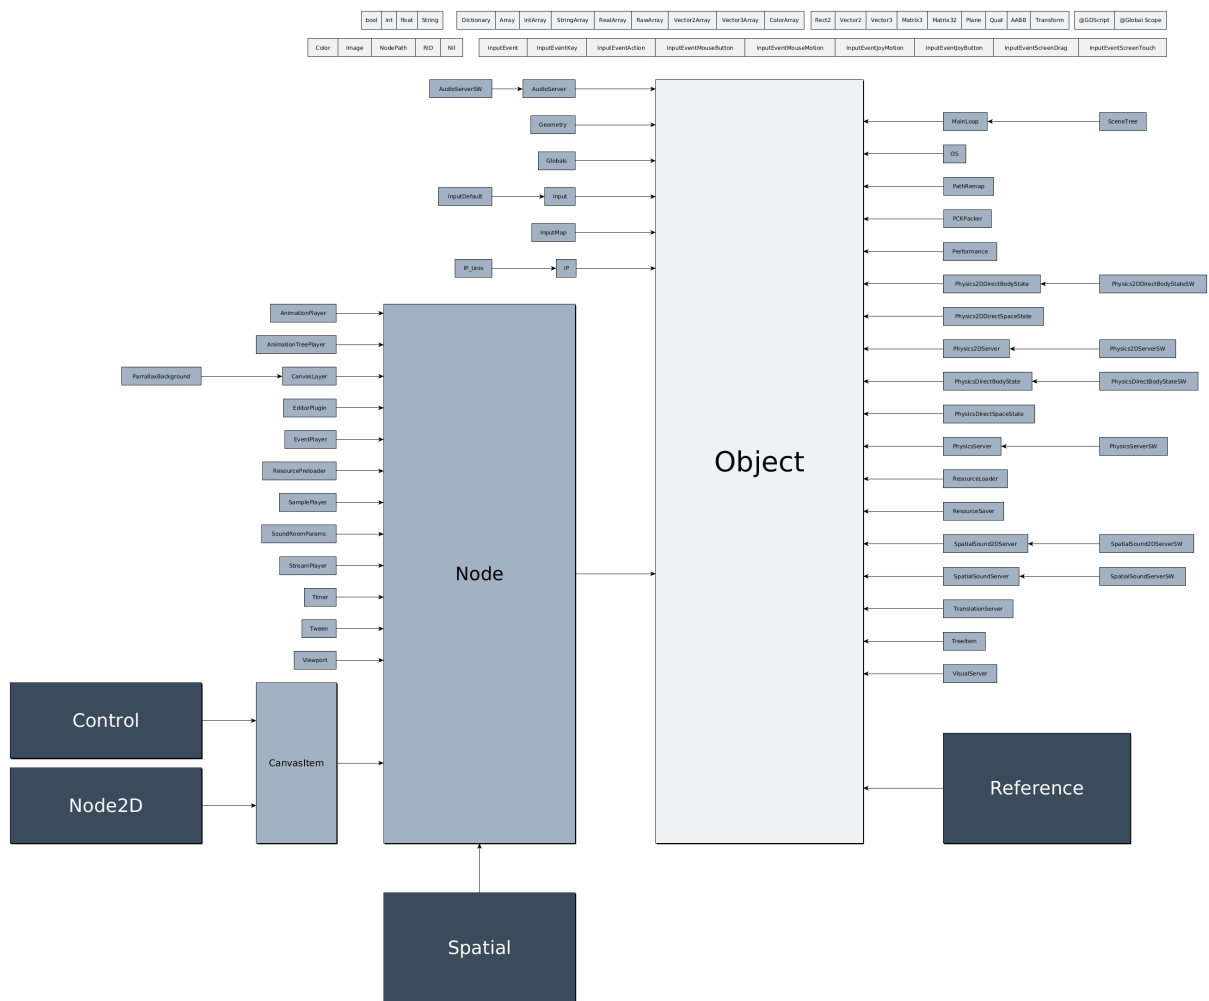 bool int float String
Dictionary Array IntArray StringArray RealArray RawArray Vector2Array Vector3Array ColorArray
Rect2 Vector2 Vector3 Matrix3 Matrix32 Plane Quat AABB Transform
@GDScript @Global Scope
Color Image NodePath RID Nil
InputEvent InputEventKey InputEventAction InputEventMouseButton InputEventMouseMotion InputEventJoyMotion InputEventJoyButton InputEventScreenDrag InputEventScreenTouch
AudioServerSW AudioServer
Geometry
Globals
InputDefault Input
InputMap
IP_Unix IP
AnimationPlayer
AnimationTreePlayer
ParrallaxBackground CanvasLayer
EditorPlugin
EventPlayer
ResourcePreloader
SamplePlayer
SoundRoomParams
StreamPlayer
Timer
Tween
Viewport
Control
Node2D
CanvasItem
Node
Spatial
Object
MainLoop SceneTree
OS
PathRemap
PCKPacker
Performance
Physics2DDirectBodyState Physics2DDirectBodyStateSW
Physics2DDirectSpaceState
Physics2DServer Physics2DServerSW
PhysicsDirectBodyState PhysicsDirectBodyStateSW
PhysicsDirectSpaceState
PhysicsServer PhysicsServerSW
ResourceLoader
ResourceSaver
SpatialSound2DServer SpatialSound2DServerSW
SpatialSoundServer SpatialSoundServerSW
TranslationServer
TreeItem
VisualServer
Reference